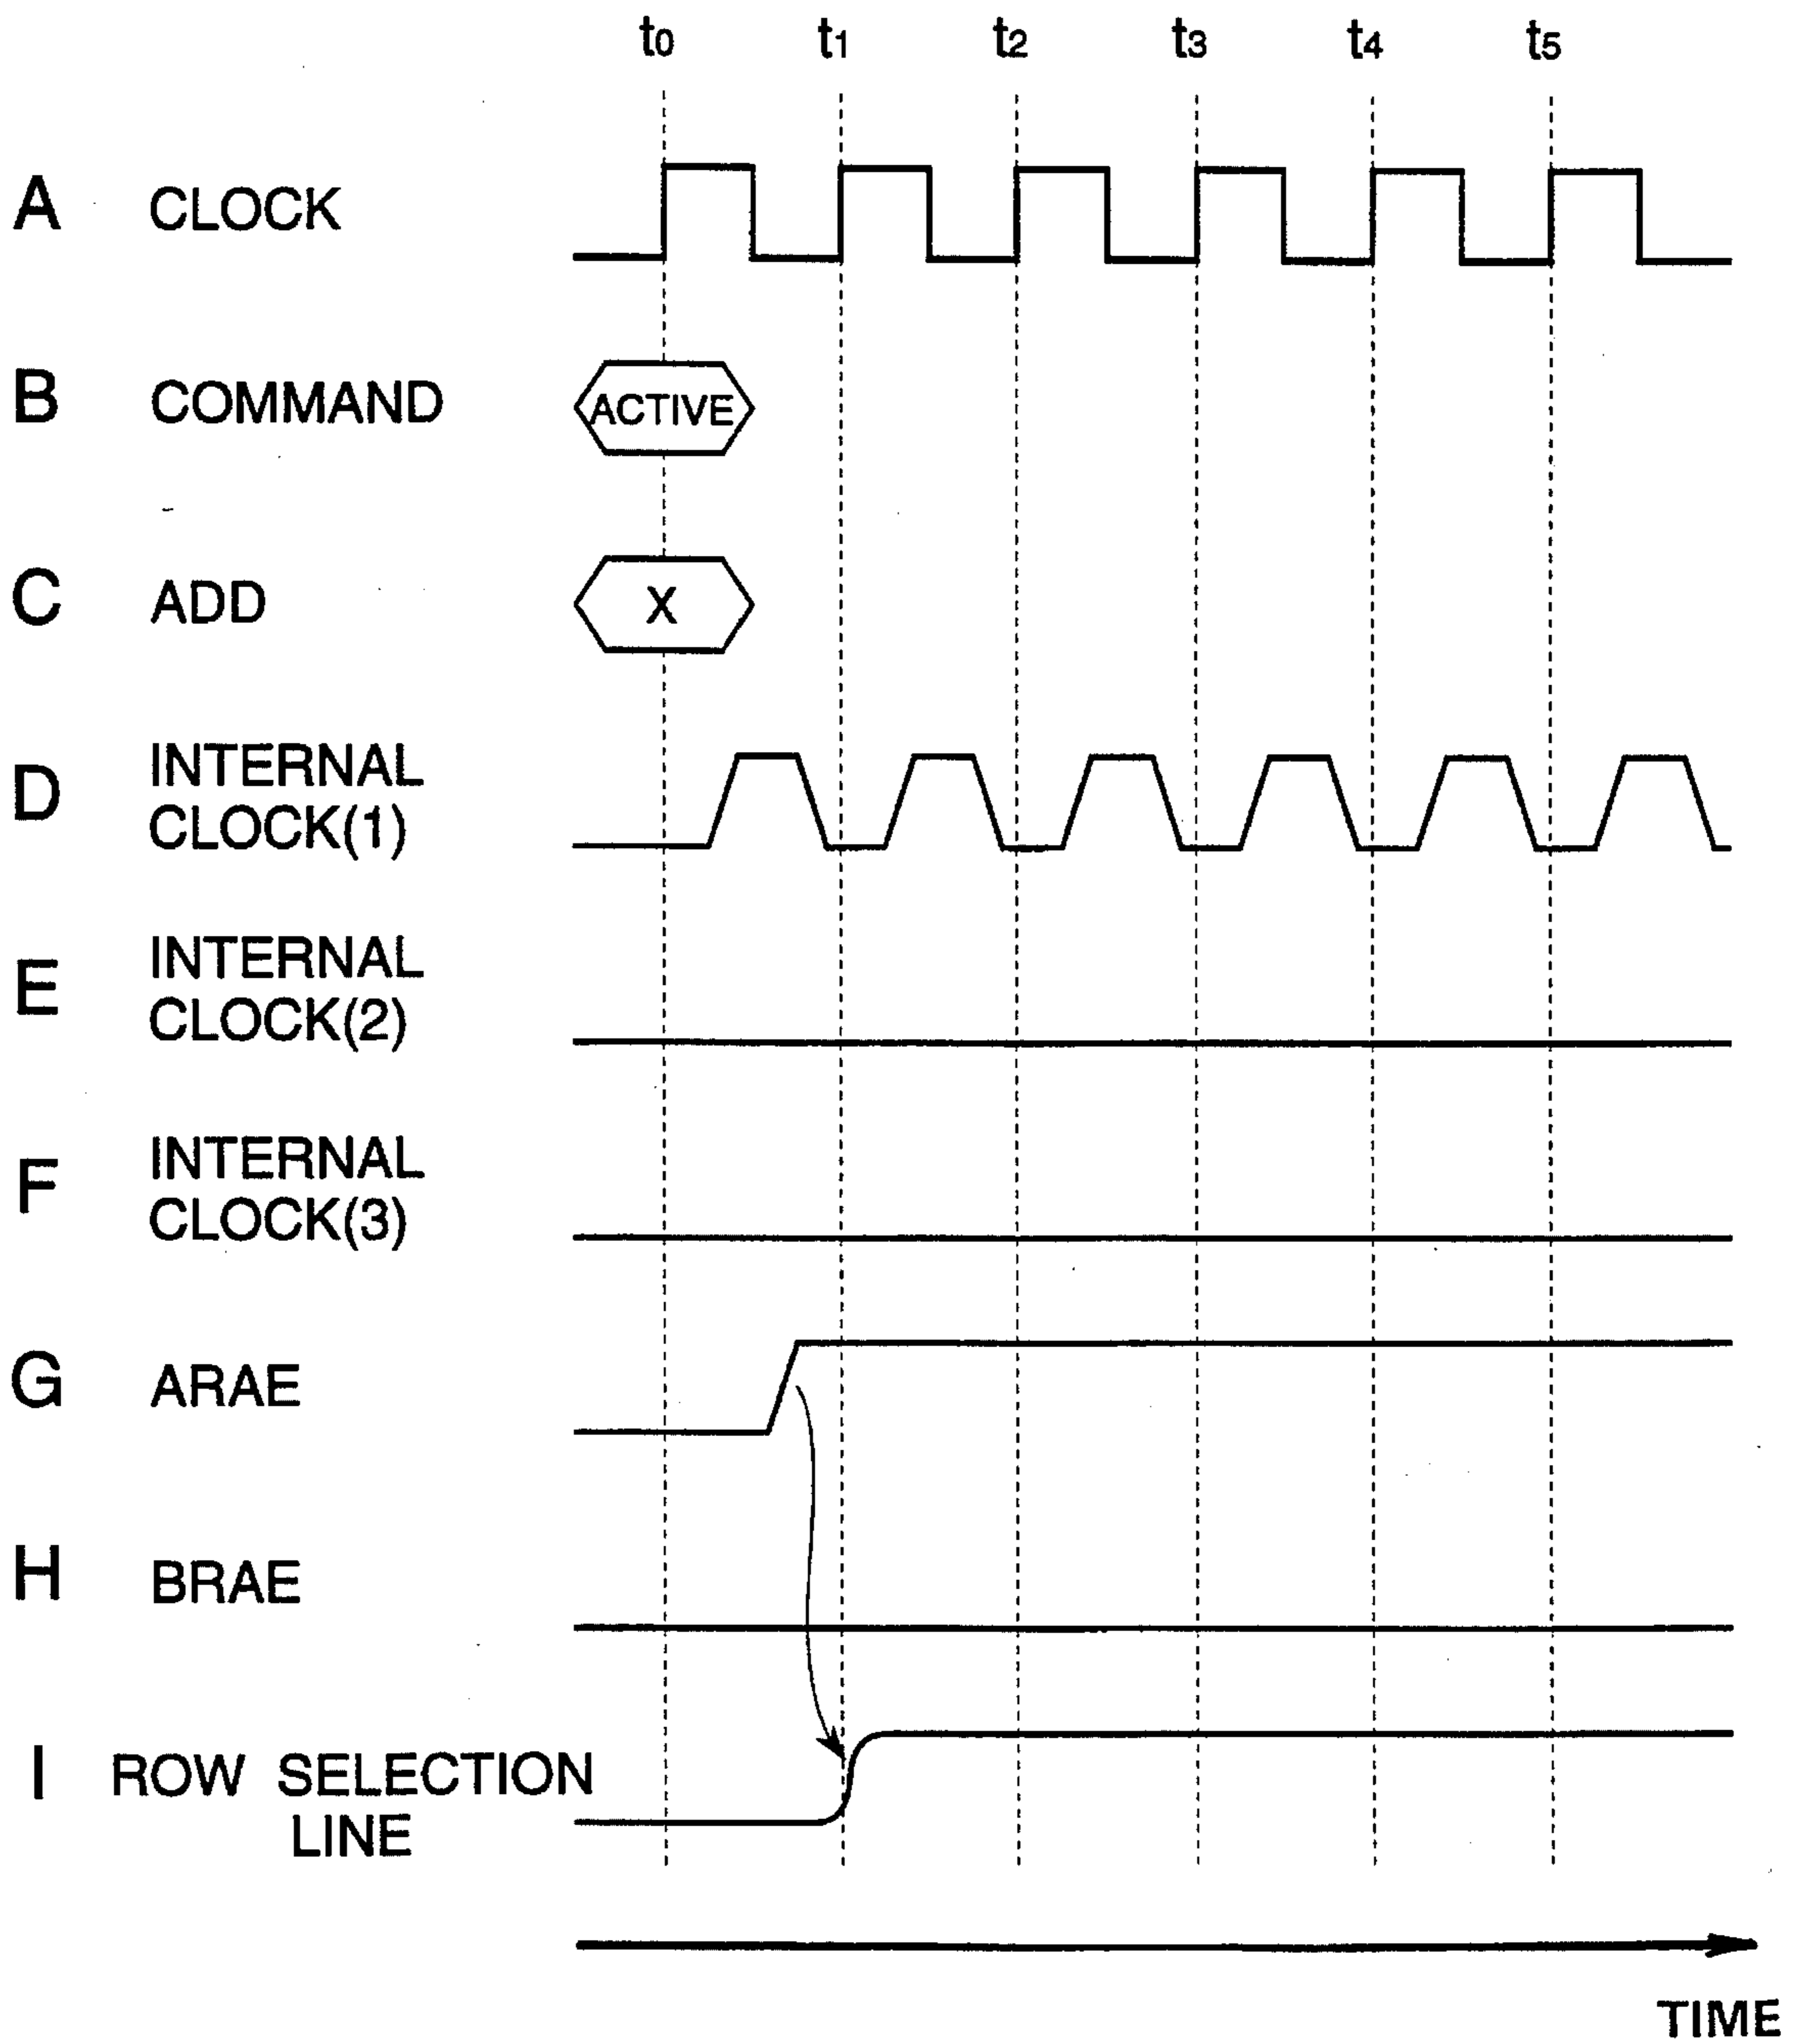 t0 t1 t2 t3 t4 t5
A CLOCK
B COMMAND ACTIVE
C ADD X
D INTERNAL
CLOCK(1)
E INTERNAL
CLOCK(2)
F INTERNAL
CLOCK(3)
G ARAE
H BRAE
I ROW SELECTION
LINE
TIME